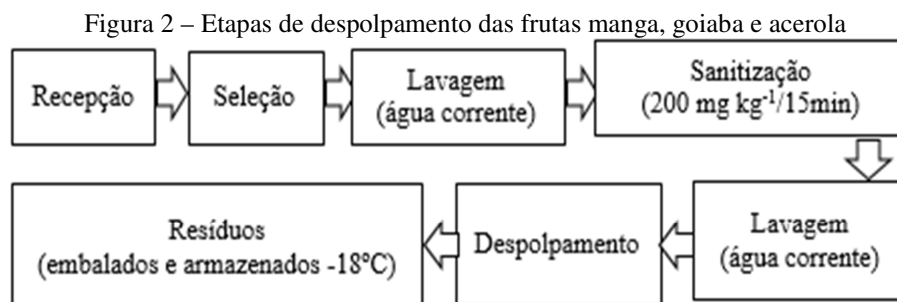 Figura 2 – Etapas de despolpamento das frutas manga, goiaba e acerola
Recepção
Seleção
Lavagem
(água corrente)
Sanitização
(200 mg kg⁻¹/15min)
Lavagem
(água corrente)
Despolpamento
Resíduos
(embalados e armazenados -18ºC)